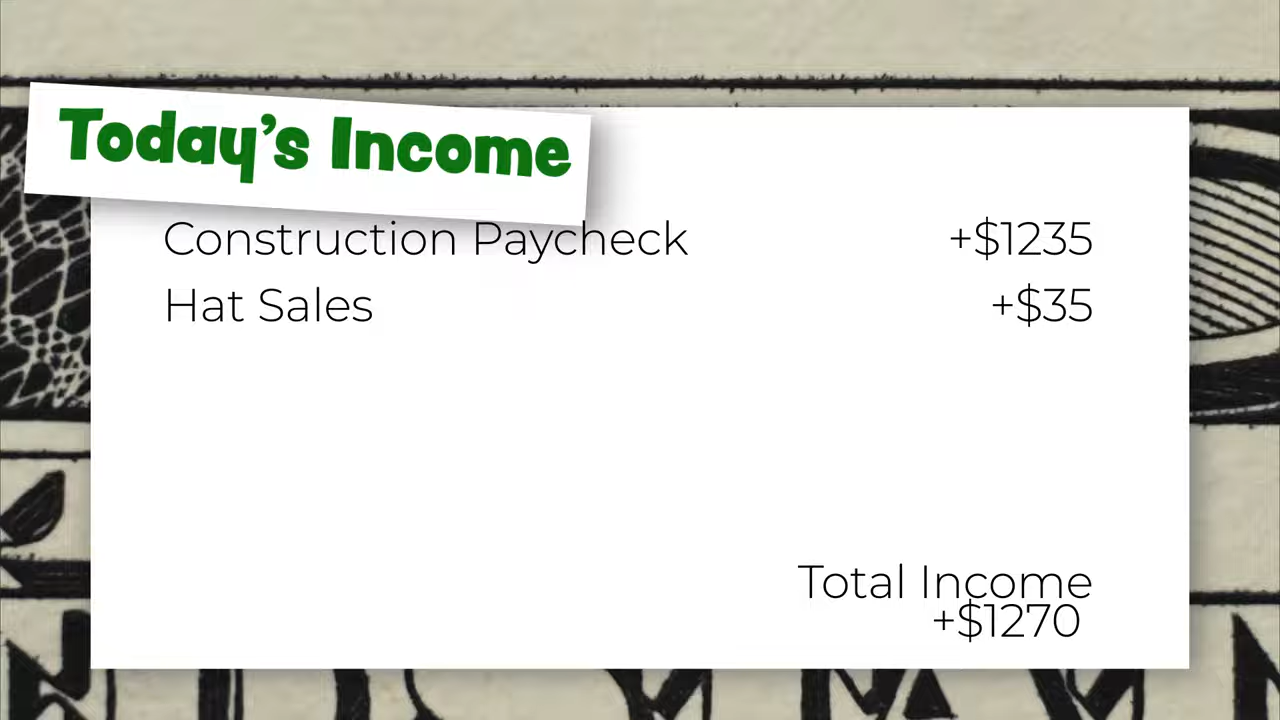 Today's Income
Construction Paycheck +$1235
Hat Sales +$35
Total Income
+$1270